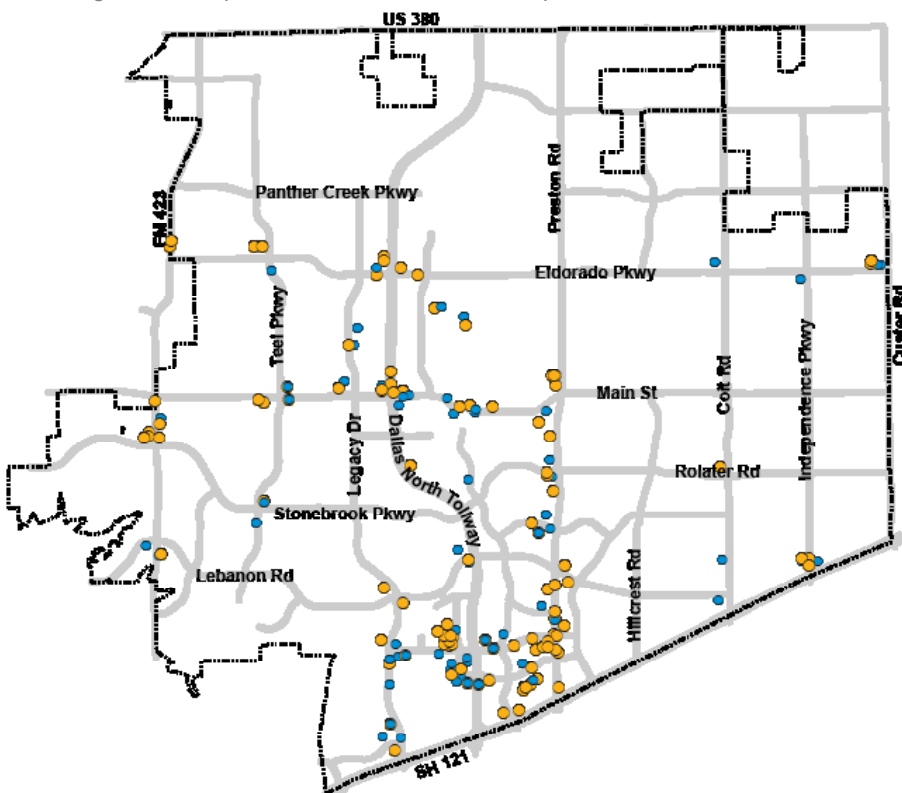 US 380
Panther Creek Pkwy
FM 423
Preston Rd
Eldorado Pkwy
Teel Pkwy
Independence Pkwy
Custer Rd
Main St
Coit Rd
Legacy Dr
Dallas North Tollway
Rolater Rd
Stonebrook Pkwy
Lebanon Rd
Hillcrest Rd
SH 121